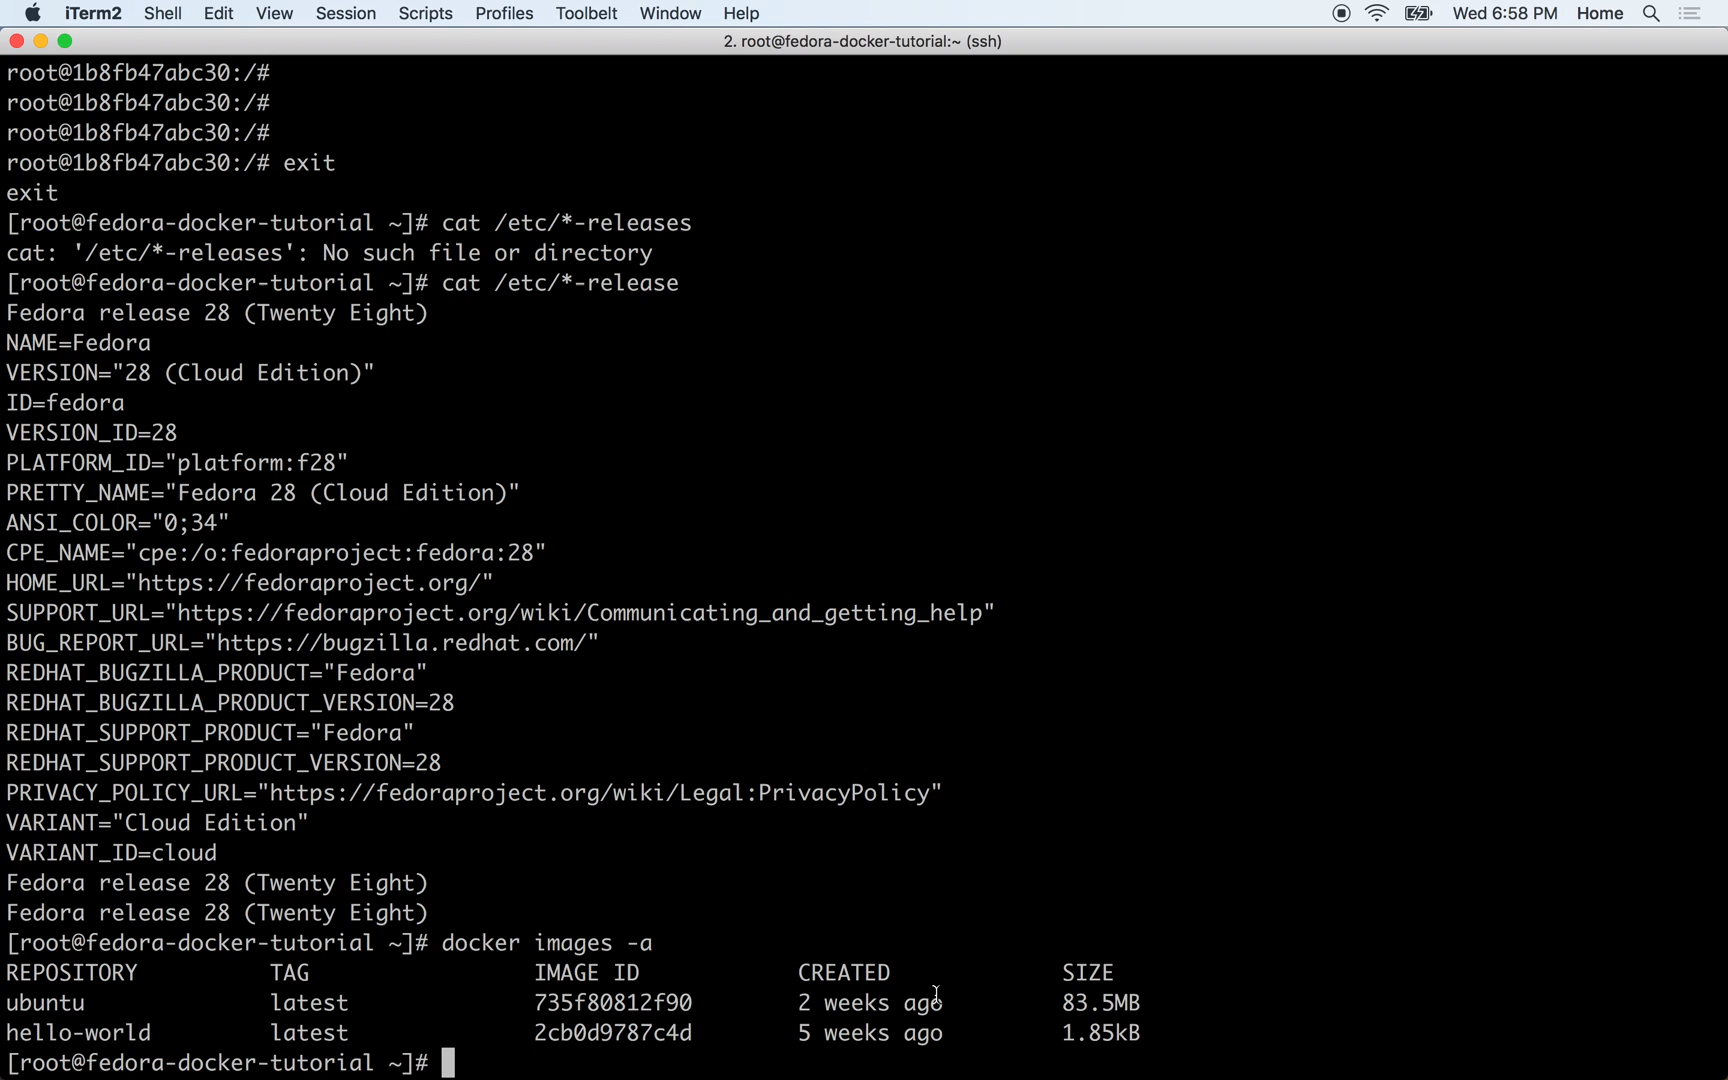 iTerm2 Shell Edit View Session Scripts Profiles Toolbelt Window Help Wed 6:58 PM Home
2. root@fedora-docker-tutorial:~ (ssh)
root@1b8fb47abc30:/#
root@1b8fb47abc30:/#
root@1b8fb47abc30:/#
root@1b8fb47abc30:/# exit
exit
[root@fedora-docker-tutorial ~]# cat /etc/*-releases
cat: '/etc/*-releases': No such file or directory
[root@fedora-docker-tutorial ~]# cat /etc/*-release
Fedora release 28 (Twenty Eight)
NAME=Fedora
VERSION="28 (Cloud Edition)"
ID=fedora
VERSION_ID=28
PLATFORM_ID="platform:f28"
PRETTY_NAME="Fedora 28 (Cloud Edition)"
ANSI_COLOR="0;34"
CPE_NAME="cpe:/o:fedoraproject:fedora:28"
HOME_URL="https://fedoraproject.org/"
SUPPORT_URL="https://fedoraproject.org/wiki/Communicating_and_getting_help"
BUG_REPORT_URL="https://bugzilla.redhat.com/"
REDHAT_BUGZILLA_PRODUCT="Fedora"
REDHAT_BUGZILLA_PRODUCT_VERSION=28
REDHAT_SUPPORT_PRODUCT="Fedora"
REDHAT_SUPPORT_PRODUCT_VERSION=28
PRIVACY_POLICY_URL="https://fedoraproject.org/wiki/Legal:PrivacyPolicy"
VARIANT="Cloud Edition"
VARIANT_ID=cloud
Fedora release 28 (Twenty Eight)
Fedora release 28 (Twenty Eight)
[root@fedora-docker-tutorial ~]# docker images -a
REPOSITORY TAG IMAGE ID CREATED SIZE
ubuntu latest 735f80812f90 2 weeks ago 83.5MB
hello-world latest 2cb0d9787c4d 5 weeks ago 1.85kB
[root@fedora-docker-tutorial ~]#